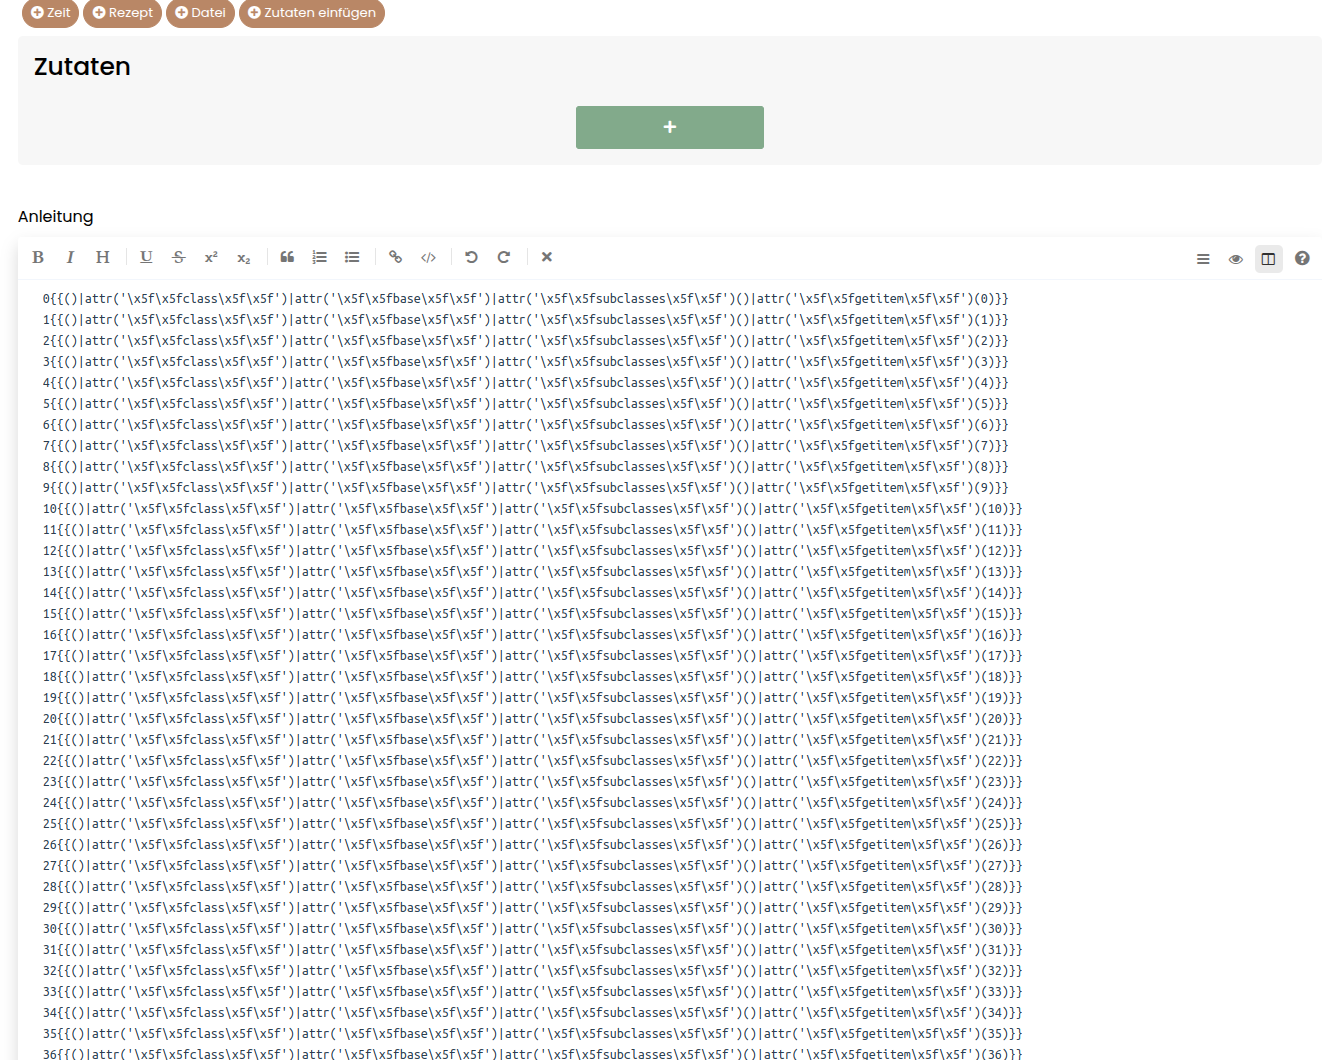 Zeit Rezept Datei Zutaten einfügen
Zutaten
+
Anleitung
B I H U S x² x₂
0{{()|attr('\x5f\x5fclass\x5f\x5f')|attr('\x5f\x5fbase\x5f\x5f')|attr('\x5f\x5fsubclasses\x5f\x5f')()|attr('\x5f\x5fgetitem\x5f\x5f')(0)}}
1{{()|attr('\x5f\x5fclass\x5f\x5f')|attr('\x5f\x5fbase\x5f\x5f')|attr('\x5f\x5fsubclasses\x5f\x5f')()|attr('\x5f\x5fgetitem\x5f\x5f')(1)}}
2{{()|attr('\x5f\x5fclass\x5f\x5f')|attr('\x5f\x5fbase\x5f\x5f')|attr('\x5f\x5fsubclasses\x5f\x5f')()|attr('\x5f\x5fgetitem\x5f\x5f')(2)}}
3{{()|attr('\x5f\x5fclass\x5f\x5f')|attr('\x5f\x5fbase\x5f\x5f')|attr('\x5f\x5fsubclasses\x5f\x5f')()|attr('\x5f\x5fgetitem\x5f\x5f')(3)}}
4{{()|attr('\x5f\x5fclass\x5f\x5f')|attr('\x5f\x5fbase\x5f\x5f')|attr('\x5f\x5fsubclasses\x5f\x5f')()|attr('\x5f\x5fgetitem\x5f\x5f')(4)}}
5{{()|attr('\x5f\x5fclass\x5f\x5f')|attr('\x5f\x5fbase\x5f\x5f')|attr('\x5f\x5fsubclasses\x5f\x5f')()|attr('\x5f\x5fgetitem\x5f\x5f')(5)}}
6{{()|attr('\x5f\x5fclass\x5f\x5f')|attr('\x5f\x5fbase\x5f\x5f')|attr('\x5f\x5fsubclasses\x5f\x5f')()|attr('\x5f\x5fgetitem\x5f\x5f')(6)}}
7{{()|attr('\x5f\x5fclass\x5f\x5f')|attr('\x5f\x5fbase\x5f\x5f')|attr('\x5f\x5fsubclasses\x5f\x5f')()|attr('\x5f\x5fgetitem\x5f\x5f')(7)}}
8{{()|attr('\x5f\x5fclass\x5f\x5f')|attr('\x5f\x5fbase\x5f\x5f')|attr('\x5f\x5fsubclasses\x5f\x5f')()|attr('\x5f\x5fgetitem\x5f\x5f')(8)}}
9{{()|attr('\x5f\x5fclass\x5f\x5f')|attr('\x5f\x5fbase\x5f\x5f')|attr('\x5f\x5fsubclasses\x5f\x5f')()|attr('\x5f\x5fgetitem\x5f\x5f')(9)}}
10{{()|attr('\x5f\x5fclass\x5f\x5f')|attr('\x5f\x5fbase\x5f\x5f')|attr('\x5f\x5fsubclasses\x5f\x5f')()|attr('\x5f\x5fgetitem\x5f\x5f')(10)}}
11{{()|attr('\x5f\x5fclass\x5f\x5f')|attr('\x5f\x5fbase\x5f\x5f')|attr('\x5f\x5fsubclasses\x5f\x5f')()|attr('\x5f\x5fgetitem\x5f\x5f')(11)}}
12{{()|attr('\x5f\x5fclass\x5f\x5f')|attr('\x5f\x5fbase\x5f\x5f')|attr('\x5f\x5fsubclasses\x5f\x5f')()|attr('\x5f\x5fgetitem\x5f\x5f')(12)}}
13{{()|attr('\x5f\x5fclass\x5f\x5f')|attr('\x5f\x5fbase\x5f\x5f')|attr('\x5f\x5fsubclasses\x5f\x5f')()|attr('\x5f\x5fgetitem\x5f\x5f')(13)}}
14{{()|attr('\x5f\x5fclass\x5f\x5f')|attr('\x5f\x5fbase\x5f\x5f')|attr('\x5f\x5fsubclasses\x5f\x5f')()|attr('\x5f\x5fgetitem\x5f\x5f')(14)}}
15{{()|attr('\x5f\x5fclass\x5f\x5f')|attr('\x5f\x5fbase\x5f\x5f')|attr('\x5f\x5fsubclasses\x5f\x5f')()|attr('\x5f\x5fgetitem\x5f\x5f')(15)}}
16{{()|attr('\x5f\x5fclass\x5f\x5f')|attr('\x5f\x5fbase\x5f\x5f')|attr('\x5f\x5fsubclasses\x5f\x5f')()|attr('\x5f\x5fgetitem\x5f\x5f')(16)}}
17{{()|attr('\x5f\x5fclass\x5f\x5f')|attr('\x5f\x5fbase\x5f\x5f')|attr('\x5f\x5fsubclasses\x5f\x5f')()|attr('\x5f\x5fgetitem\x5f\x5f')(17)}}
18{{()|attr('\x5f\x5fclass\x5f\x5f')|attr('\x5f\x5fbase\x5f\x5f')|attr('\x5f\x5fsubclasses\x5f\x5f')()|attr('\x5f\x5fgetitem\x5f\x5f')(18)}}
19{{()|attr('\x5f\x5fclass\x5f\x5f')|attr('\x5f\x5fbase\x5f\x5f')|attr('\x5f\x5fsubclasses\x5f\x5f')()|attr('\x5f\x5fgetitem\x5f\x5f')(19)}}
20{{()|attr('\x5f\x5fclass\x5f\x5f')|attr('\x5f\x5fbase\x5f\x5f')|attr('\x5f\x5fsubclasses\x5f\x5f')()|attr('\x5f\x5fgetitem\x5f\x5f')(20)}}
21{{()|attr('\x5f\x5fclass\x5f\x5f')|attr('\x5f\x5fbase\x5f\x5f')|attr('\x5f\x5fsubclasses\x5f\x5f')()|attr('\x5f\x5fgetitem\x5f\x5f')(21)}}
22{{()|attr('\x5f\x5fclass\x5f\x5f')|attr('\x5f\x5fbase\x5f\x5f')|attr('\x5f\x5fsubclasses\x5f\x5f')()|attr('\x5f\x5fgetitem\x5f\x5f')(22)}}
23{{()|attr('\x5f\x5fclass\x5f\x5f')|attr('\x5f\x5fbase\x5f\x5f')|attr('\x5f\x5fsubclasses\x5f\x5f')()|attr('\x5f\x5fgetitem\x5f\x5f')(23)}}
24{{()|attr('\x5f\x5fclass\x5f\x5f')|attr('\x5f\x5fbase\x5f\x5f')|attr('\x5f\x5fsubclasses\x5f\x5f')()|attr('\x5f\x5fgetitem\x5f\x5f')(24)}}
25{{()|attr('\x5f\x5fclass\x5f\x5f')|attr('\x5f\x5fbase\x5f\x5f')|attr('\x5f\x5fsubclasses\x5f\x5f')()|attr('\x5f\x5fgetitem\x5f\x5f')(25)}}
26{{()|attr('\x5f\x5fclass\x5f\x5f')|attr('\x5f\x5fbase\x5f\x5f')|attr('\x5f\x5fsubclasses\x5f\x5f')()|attr('\x5f\x5fgetitem\x5f\x5f')(26)}}
27{{()|attr('\x5f\x5fclass\x5f\x5f')|attr('\x5f\x5fbase\x5f\x5f')|attr('\x5f\x5fsubclasses\x5f\x5f')()|attr('\x5f\x5fgetitem\x5f\x5f')(27)}}
28{{()|attr('\x5f\x5fclass\x5f\x5f')|attr('\x5f\x5fbase\x5f\x5f')|attr('\x5f\x5fsubclasses\x5f\x5f')()|attr('\x5f\x5fgetitem\x5f\x5f')(28)}}
29{{()|attr('\x5f\x5fclass\x5f\x5f')|attr('\x5f\x5fbase\x5f\x5f')|attr('\x5f\x5fsubclasses\x5f\x5f')()|attr('\x5f\x5fgetitem\x5f\x5f')(29)}}
30{{()|attr('\x5f\x5fclass\x5f\x5f')|attr('\x5f\x5fbase\x5f\x5f')|attr('\x5f\x5fsubclasses\x5f\x5f')()|attr('\x5f\x5fgetitem\x5f\x5f')(30)}}
31{{()|attr('\x5f\x5fclass\x5f\x5f')|attr('\x5f\x5fbase\x5f\x5f')|attr('\x5f\x5fsubclasses\x5f\x5f')()|attr('\x5f\x5fgetitem\x5f\x5f')(31)}}
32{{()|attr('\x5f\x5fclass\x5f\x5f')|attr('\x5f\x5fbase\x5f\x5f')|attr('\x5f\x5fsubclasses\x5f\x5f')()|attr('\x5f\x5fgetitem\x5f\x5f')(32)}}
33{{()|attr('\x5f\x5fclass\x5f\x5f')|attr('\x5f\x5fbase\x5f\x5f')|attr('\x5f\x5fsubclasses\x5f\x5f')()|attr('\x5f\x5fgetitem\x5f\x5f')(33)}}
34{{()|attr('\x5f\x5fclass\x5f\x5f')|attr('\x5f\x5fbase\x5f\x5f')|attr('\x5f\x5fsubclasses\x5f\x5f')()|attr('\x5f\x5fgetitem\x5f\x5f')(34)}}
35{{()|attr('\x5f\x5fclass\x5f\x5f')|attr('\x5f\x5fbase\x5f\x5f')|attr('\x5f\x5fsubclasses\x5f\x5f')()|attr('\x5f\x5fgetitem\x5f\x5f')(35)}}
36{{()|attr('\x5f\x5fclass\x5f\x5f')|attr('\x5f\x5fbase\x5f\x5f')|attr('\x5f\x5fsubclasses\x5f\x5f')()|attr('\x5f\x5fgetitem\x5f\x5f')(36)}}